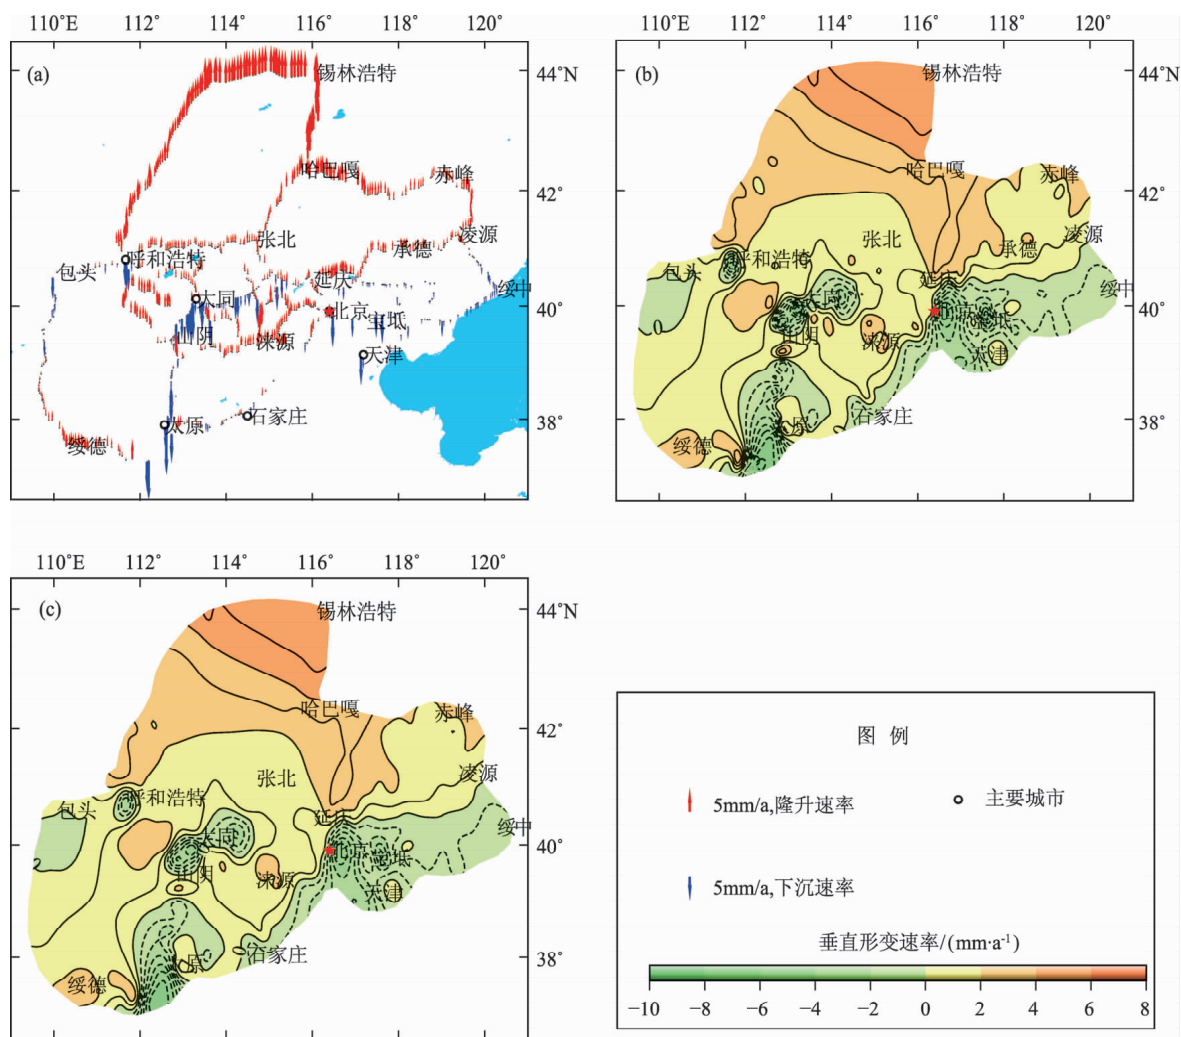 110°E 112° 114° 116° 118° 120°
(a)
锡林浩特
44°N
哈巴嘎
赤峰
42°
张北
承德
凌源
呼和浩特
包头
延庆
绥中
大同
北京
40°
山阴
涞源
宝坻
天津
太原
石家庄
38°
绥德
110°E 112° 114° 116° 118° 120°
(b)
锡林浩特
44°N
哈巴嘎
赤峰
42°
张北
承德
凌源
呼和浩特
包头
延庆
绥中
大同
北京
宝坻
40°
山阴
涞源
天津
原
石家庄
38°
绥德
110°E 112° 114° 116° 118° 120°
(c)
锡林浩特
44°N
哈巴嘎
赤峰
42°
张北
凌源
呼和浩特
包头
延庆
绥中
大同
北京
宝坻
40°
山阴
涞源
天津
原
石家庄
38°
绥德
图 例
5mm/a,隆升速率
主要城市
5mm/a,下沉速率
垂直形变速率/(mm·a⁻¹)
−10 −8 −6 −4 −2 0 2 4 6 8